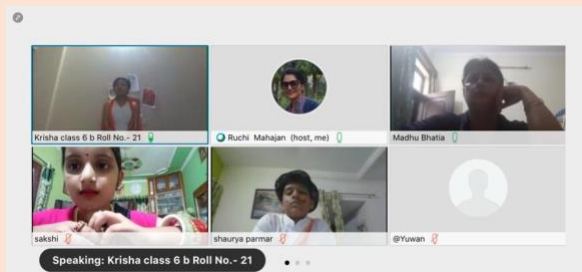 Krisha class 6 b Roll No.- 21
Ruchi Mahajan (host, me)
Madhu Bhatia
sakshi
shaurya parmar
@Yuwan
Speaking: Krisha class 6 b Roll No.- 21